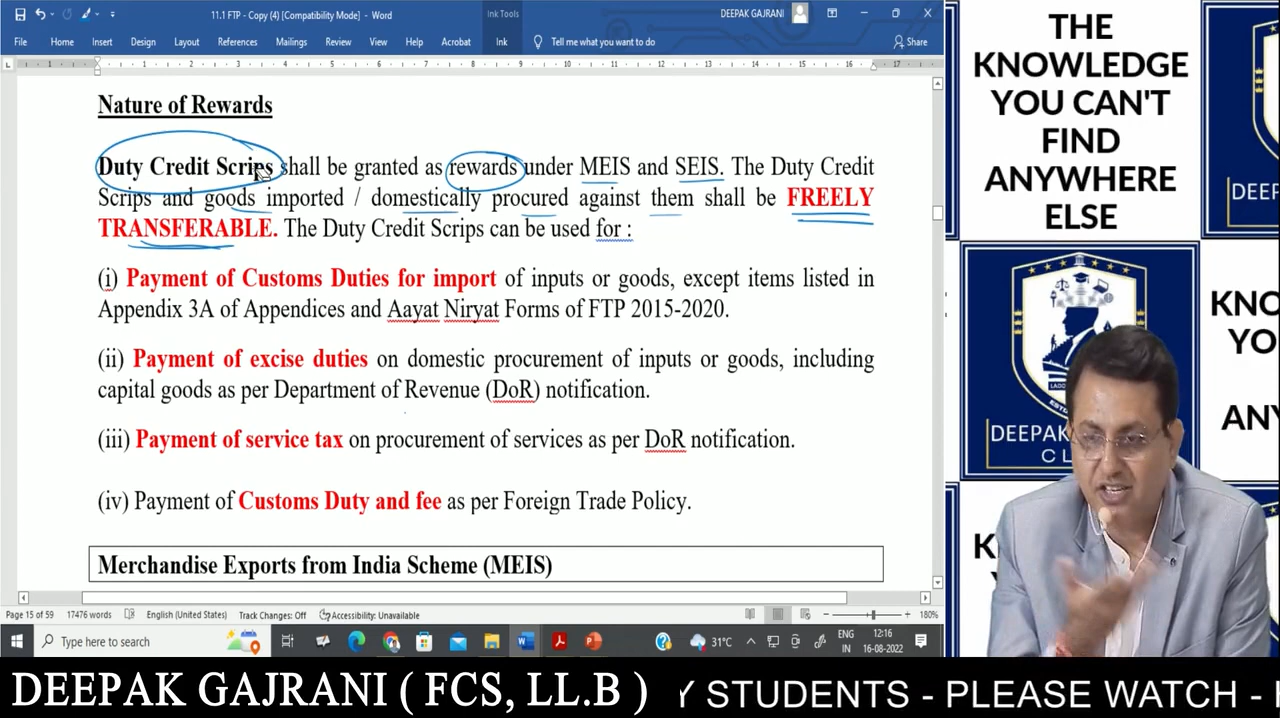 11.1 FTP - Copy (4) [Compatibility Mode] - Word
Ink Tools
DEEPAK GAJRANI
File Home Insert Design Layout References Mailings Review View Help Acrobat Ink Tell me what you want to do Share
Nature of Rewards
Duty Credit Scrips shall be granted as rewards under MEIS and SEIS. The Duty Credit
Scrips and goods imported / domestically procured against them shall be FREELY
TRANSFERABLE. The Duty Credit Scrips can be used for :
(i) Payment of Customs Duties for import of inputs or goods, except items listed in
Appendix 3A of Appendices and Aayat Niryat Forms of FTP 2015-2020.
(ii) Payment of excise duties on domestic procurement of inputs or goods, including
capital goods as per Department of Revenue (DoR) notification.
(iii) Payment of service tax on procurement of services as per DoR notification.
(iv) Payment of Customs Duty and fee as per Foreign Trade Policy.
Merchandise Exports from India Scheme (MEIS)
Page 15 of 59 17476 words English (United States) Track Changes: Off Accessibility: Unavailable 180%
Type here to search
31°C
ENG
IN
12:16
16-08-2022
THE
KNOWLEDGE
YOU CAN'T
FIND
ANYWHERE
ELSE
DEEP
DEEPAK
CL
KNO
YO
ANY
DEEPAK GAJRANI ( FCS, LL.B )
Y STUDENTS - PLEASE WATCH -